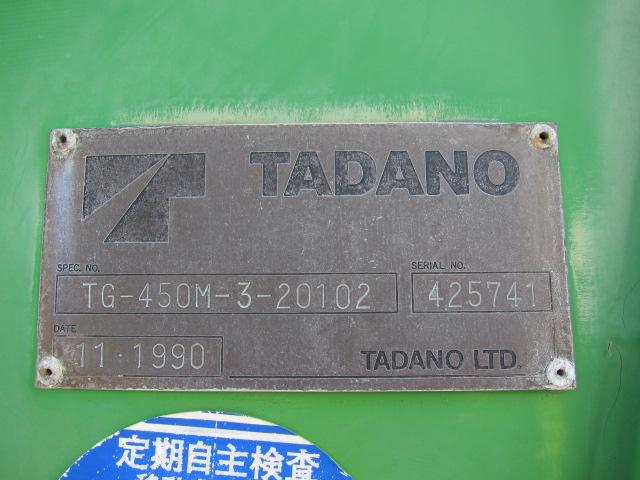 TADANO
SPEC. NO.
SERIAL NO.
TG-450M-3-20102
425741
DATE
11・1990
TADANO LTD.
定期自主検査